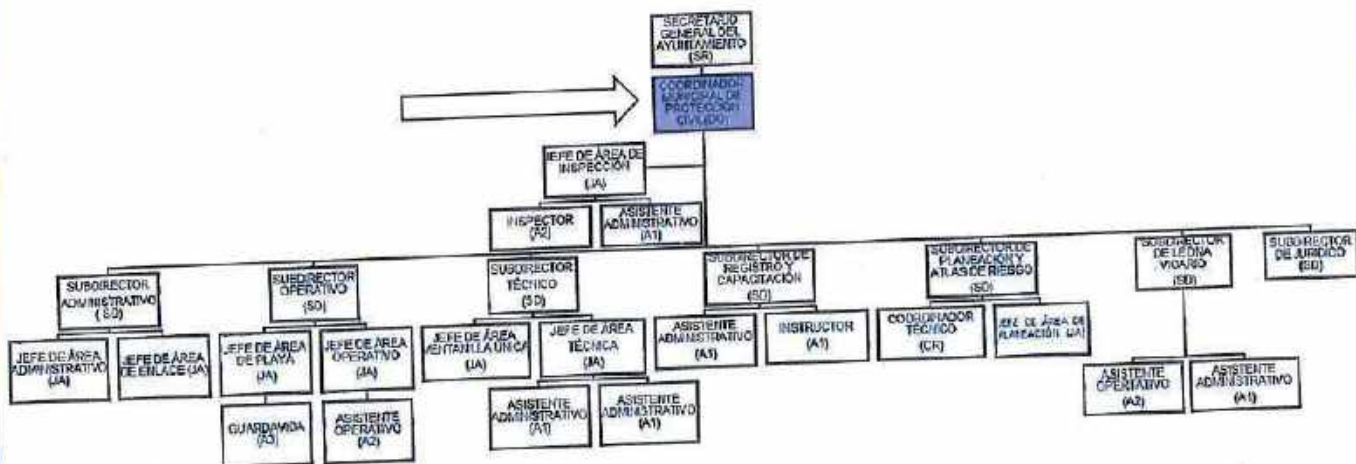 SECRETARIO
GENERAL DEL
AYUNTAMIENTO
(SR)
COORDINADOR
MUNICIPAL DE
PROTECCIÓN
CIVIL
JEFE DE ÁREA DE
INSPECCIÓN
(JA)
INSPECTOR
(A2)
ASISTENTE
ADMINISTRATIVO
(A1)
SUBDIRECTOR
ADMINISTRATIVO
(SD)
SUBDIRECTOR
OPERATIVO
(SD)
SUBDIRECTOR
TÉCNICO
(SD)
SUBDIRECTOR DE
REGISTRO Y
CAPACITACIÓN
(SD)
SUBDIRECTOR DE
PLANEACIÓN Y
ATLAS DE RIESGO
(SD)
SUBDIRECTOR
DE LEONA
VICARIO
(SD)
SUBDIRECTOR
DE JURÍDICO
(SD)
JEFE DE ÁREA
ADMINISTRATIVO
(JA)
JEFE DE ÁREA
DE ENLACE (JA)
JEFE DE ÁREA
DE PLAYA
(JA)
JEFE DE ÁREA
OPERATIVO
(JA)
JEFE DE ÁREA
VENTANILLA ÚNICA
(JA)
JEFE DE ÁREA
TÉCNICA
(JA)
ASISTENTE
ADMINISTRATIVO
(A1)
INSTRUCTOR
(A1)
COORDINADOR
TÉCNICO
(CR)
JEFE DE ÁREA DE
PLANEACIÓN (JA)
GUARDAVIDA
(A3)
ASISTENTE
OPERATIVO
(A2)
ASISTENTE
ADMINISTRATIVO
(A1)
ASISTENTE
ADMINISTRATIVO
(A1)
ASISTENTE
OPERATIVO
(A2)
ASISTENTE
ADMINISTRATIVO
(A1)